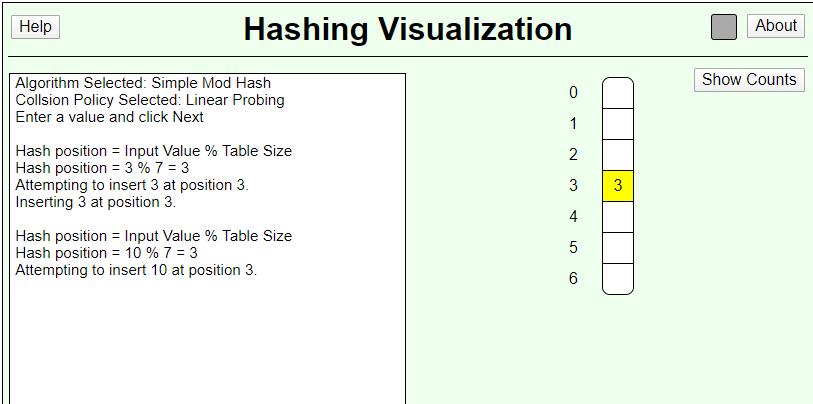 Help
Hashing Visualization
About
Show Counts
Algorithm Selected: Simple Mod Hash
Collsion Policy Selected: Linear Probing
Enter a value and click Next
Hash position = Input Value % Table Size
Hash position = 3 % 7 = 3
Attempting to insert 3 at position 3.
Inserting 3 at position 3.
Hash position = Input Value % Table Size
Hash position = 10 % 7 = 3
Attempting to insert 10 at position 3.
0
1
2
3 3
4
5
6